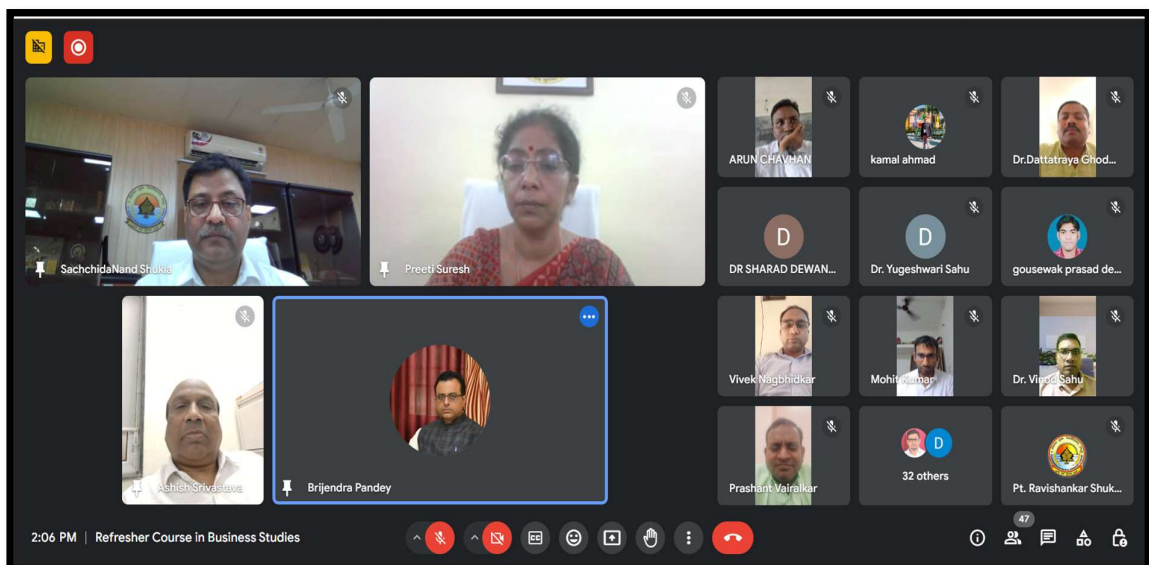 ARUN CHAVHAN
kamal ahmad
Dr.Dattatraya Ghod...
SachchidaNand Shukla
Preeti Suresh
D
DR SHARAD DEWAN...
D
Dr. Yugeshwari Sahu
gousewak prasad de...
Vivek Nagbhidkar
Mohit Kumar
Dr. Vinod Sahu
Ashish Srivastava
Brijendra Pandey
Prashant Vairalkar
D
32 others
Pt. Ravishankar Shuk...
2:06 PM | Refresher Course in Business Studies
CC
47